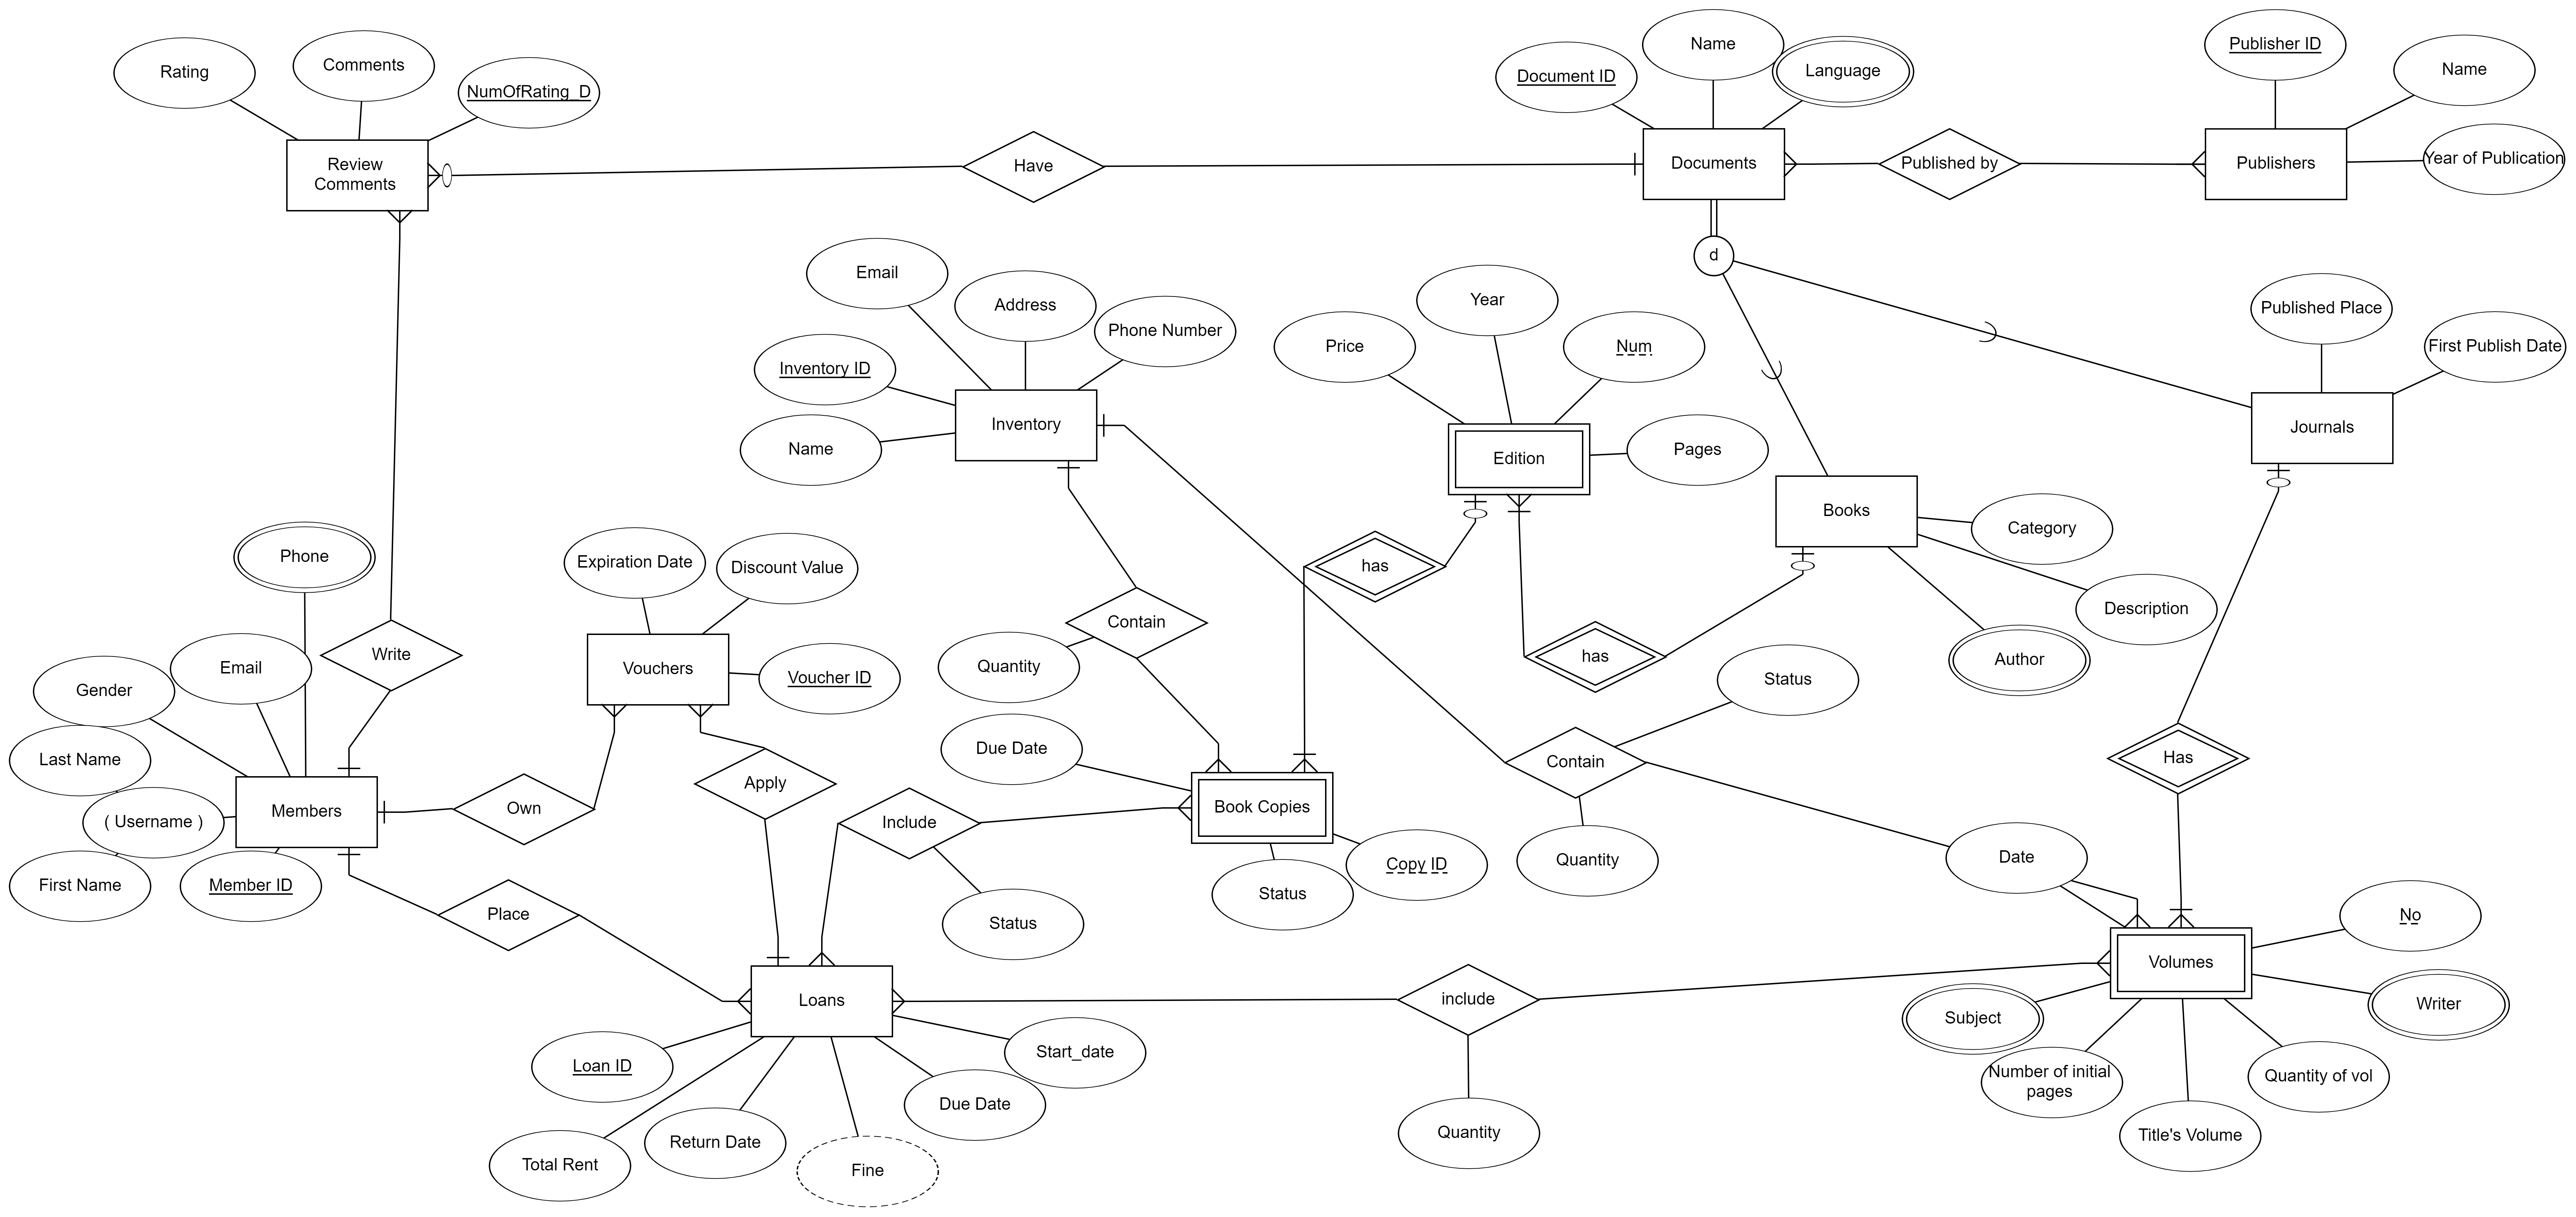 Rating
Comments
NumOfRating_D
Review
Comments
Have
Document ID
Name
Language
Documents
Published by
Publisher ID
Name
Year of Publication
Publishers
d
Email
Address
Phone Number
Inventory ID
Name
Inventory
Price
Year
Num
Pages
Edition
Published Place
First Publish Date
Journals
Books
Category
Description
Author
has
has
Phone
Email
Gender
Last Name
( Username )
First Name
Member ID
Members
Write
Own
Place
Expiration Date
Discount Value
Voucher ID
Vouchers
Apply
Contain
Quantity
Due Date
Include
Status
Book Copies
Status
Copy ID
Contain
Status
Quantity
Date
Has
Volumes
No
Writer
Subject
Number of initial
pages
Title's Volume
Quantity of vol
include
Quantity
Loans
Loan ID
Total Rent
Return Date
Fine
Due Date
Start_date